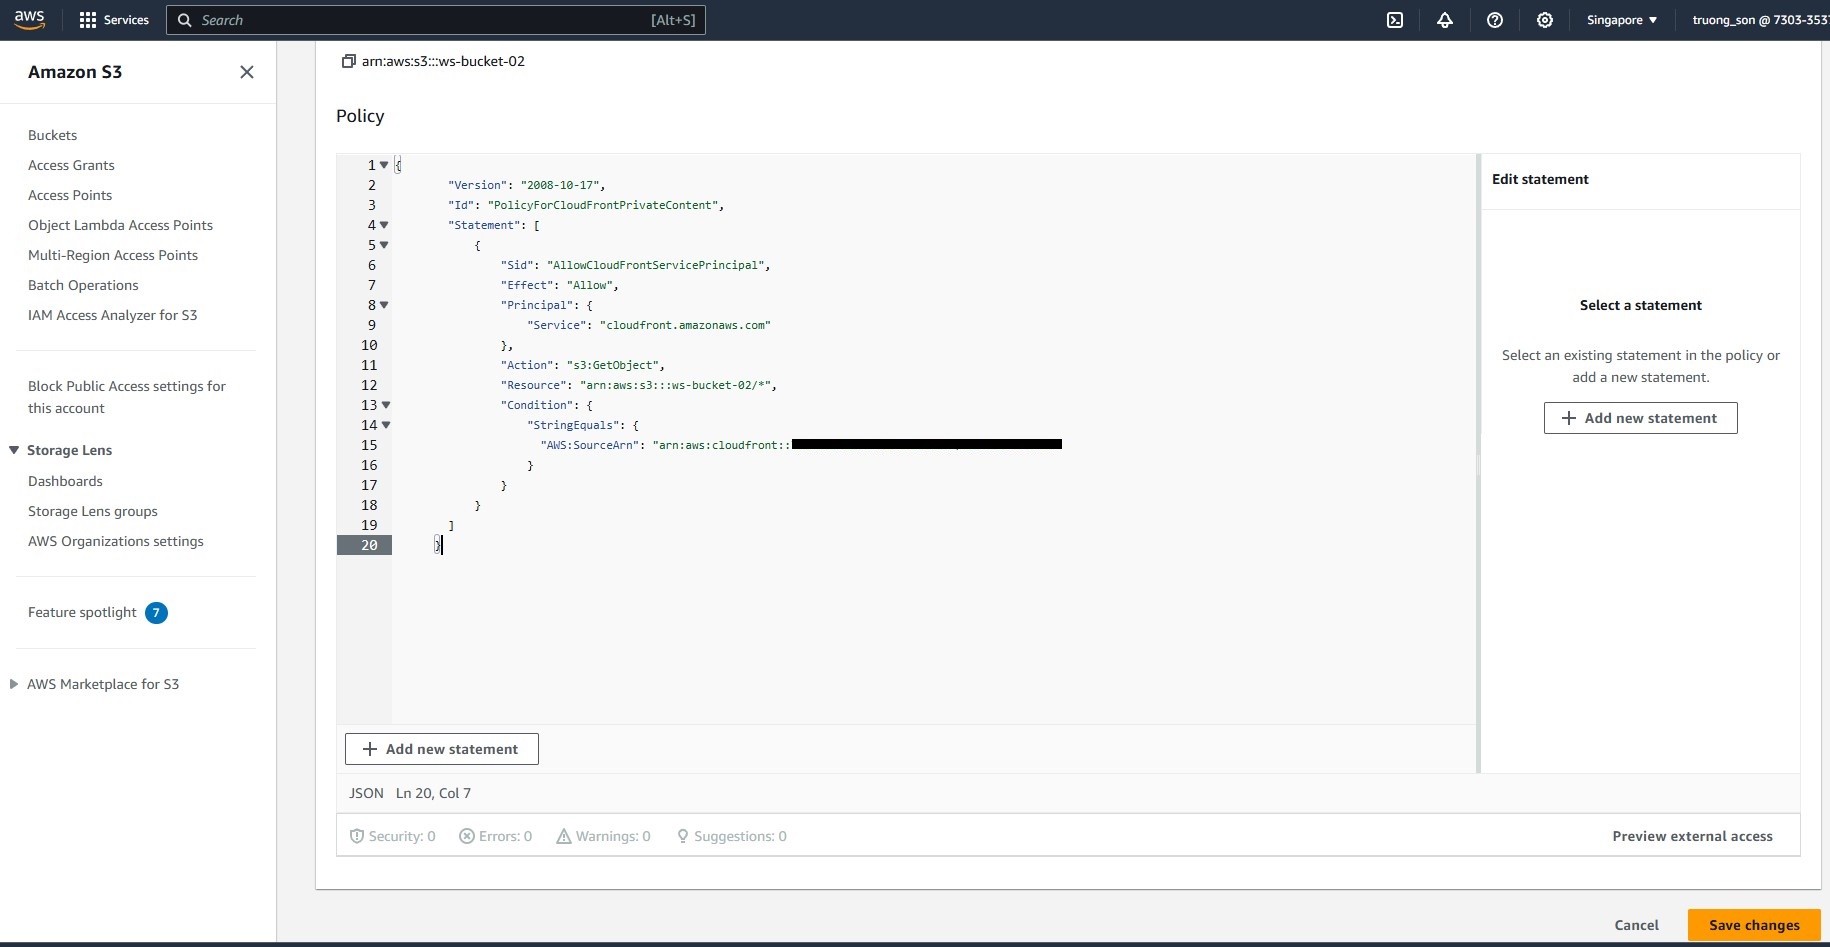 aws
Services
Search
[Alt+S]
Singapore
truong_son @ 7303-353
Amazon S3
Buckets
Access Grants
Access Points
Object Lambda Access Points
Multi-Region Access Points
Batch Operations
IAM Access Analyzer for S3
Block Public Access settings for
this account
Storage Lens
Dashboards
Storage Lens groups
AWS Organizations settings
Feature spotlight 7
AWS Marketplace for S3
arn:aws:s3:::ws-bucket-02
Policy
1 {
2 "Version": "2008-10-17",
3 "Id": "PolicyForCloudFrontPrivateContent",
4 "Statement": [
5 {
6 "Sid": "AllowCloudFrontServicePrincipal",
7 "Effect": "Allow",
8 "Principal": {
9 "Service": "cloudfront.amazonaws.com"
10 },
11 "Action": "s3:GetObject",
12 "Resource": "arn:aws:s3:::ws-bucket-02/*",
13 "Condition": {
14 "StringEquals": {
15 "AWS:SourceArn": "arn:aws:cloudfront::
16 }
17 }
18 }
19 ]
20 }
Edit statement
Select a statement
Select an existing statement in the policy or
add a new statement.
Add new statement
Add new statement
JSON Ln 20, Col 7
Security: 0 Errors: 0 Warnings: 0 Suggestions: 0
Preview external access
Cancel
Save changes